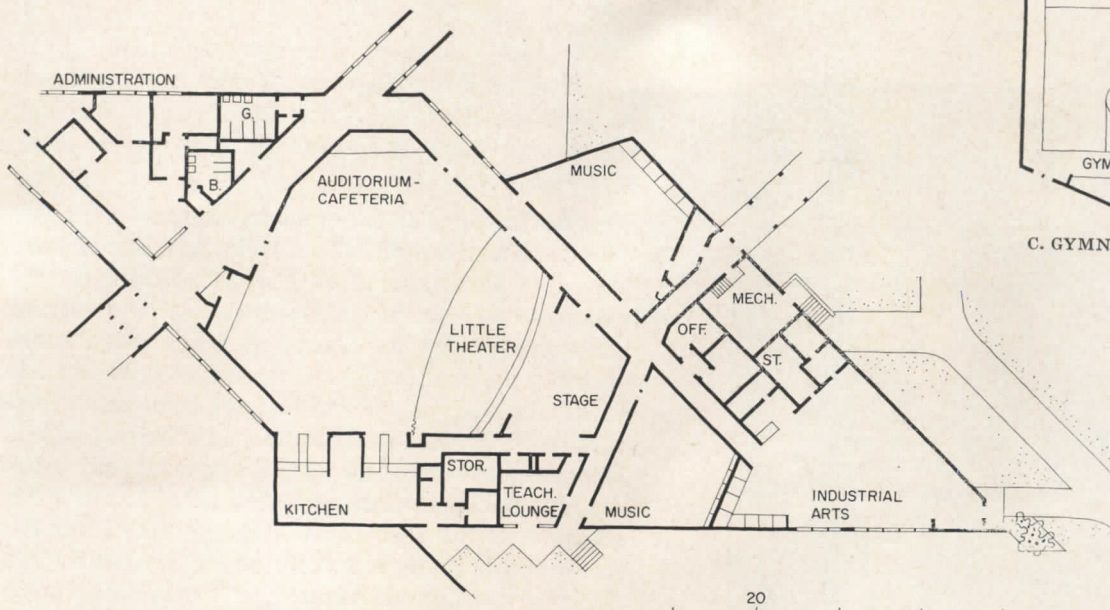 ADMINISTRATION
G.
B.
AUDITORIUM-
CAFETERIA
MUSIC
GYM
C. GYMN
MECH.
OFF.
ST.
LITTLE
THEATER
STAGE
STOR.
TEACH.
LOUNGE
KITCHEN
MUSIC
INDUSTRIAL
ARTS
20